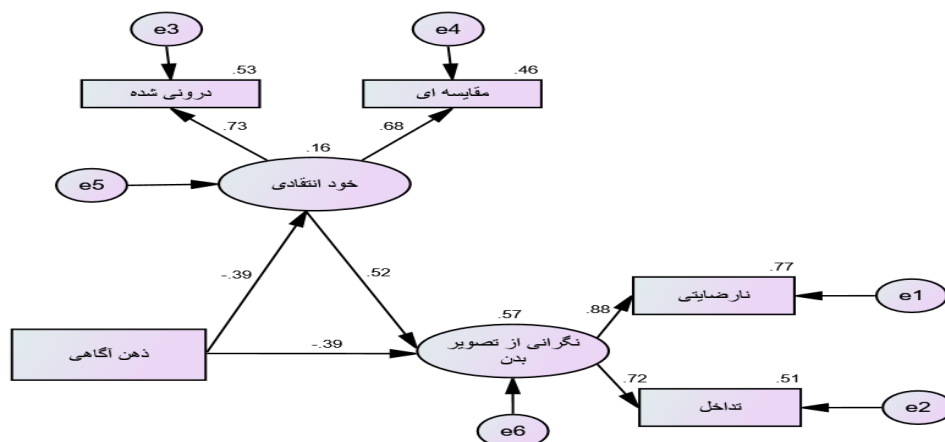 e3
e4
.53
.46
درونی شده
مقایسه ای
.73
.68
.16
e5
خود انتقادی
-.39
.52
.77
نارضایتی
e1
.88
.57
ذهن آگاهی
-.39
نگرانی از تصویر
بدن
.72
.51
تداخل
e2
e6